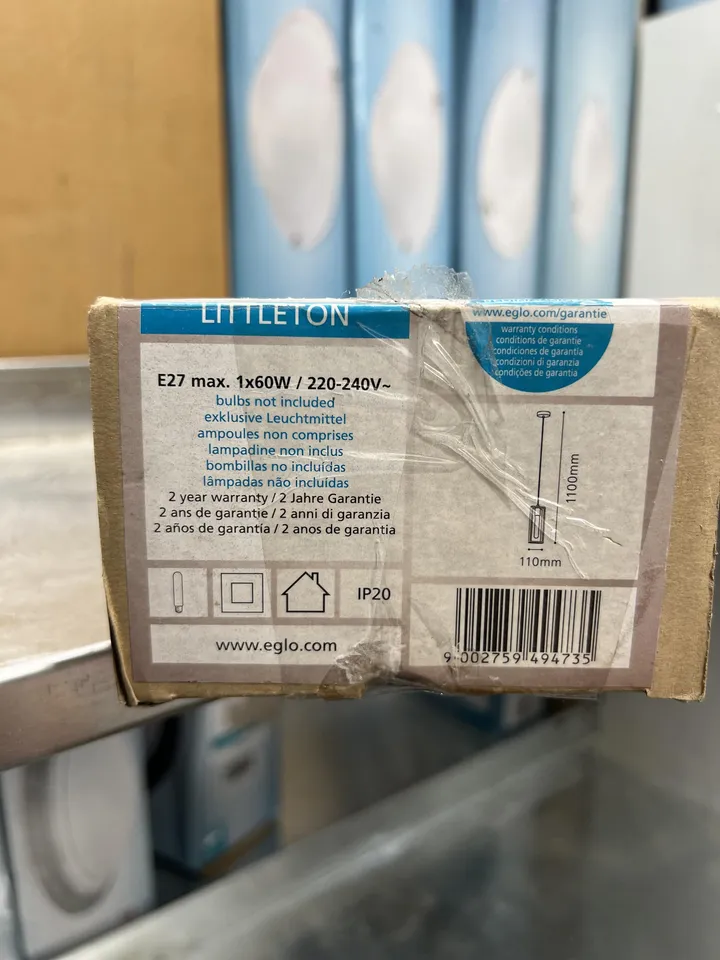 LITTLETON
E27 max. 1x60W / 220-240V~
bulbs not included
exklusive Leuchtmittel
ampoules non comprises
lampadine non inclus
bombillas no incluidas
lâmpadas não incluídas
2 year warranty / 2 Jahre Garantie
2 ans de garantie / 2 anni di garanzia
2 años de garantía / 2 anos de garantia
IP20
www.eglo.com
www.eglo.com/garantie
warranty conditions
conditions de garantie
condiciones de garantía
condizioni di garanzia
condições de garantia
1100mm
110mm
9 002759 494735